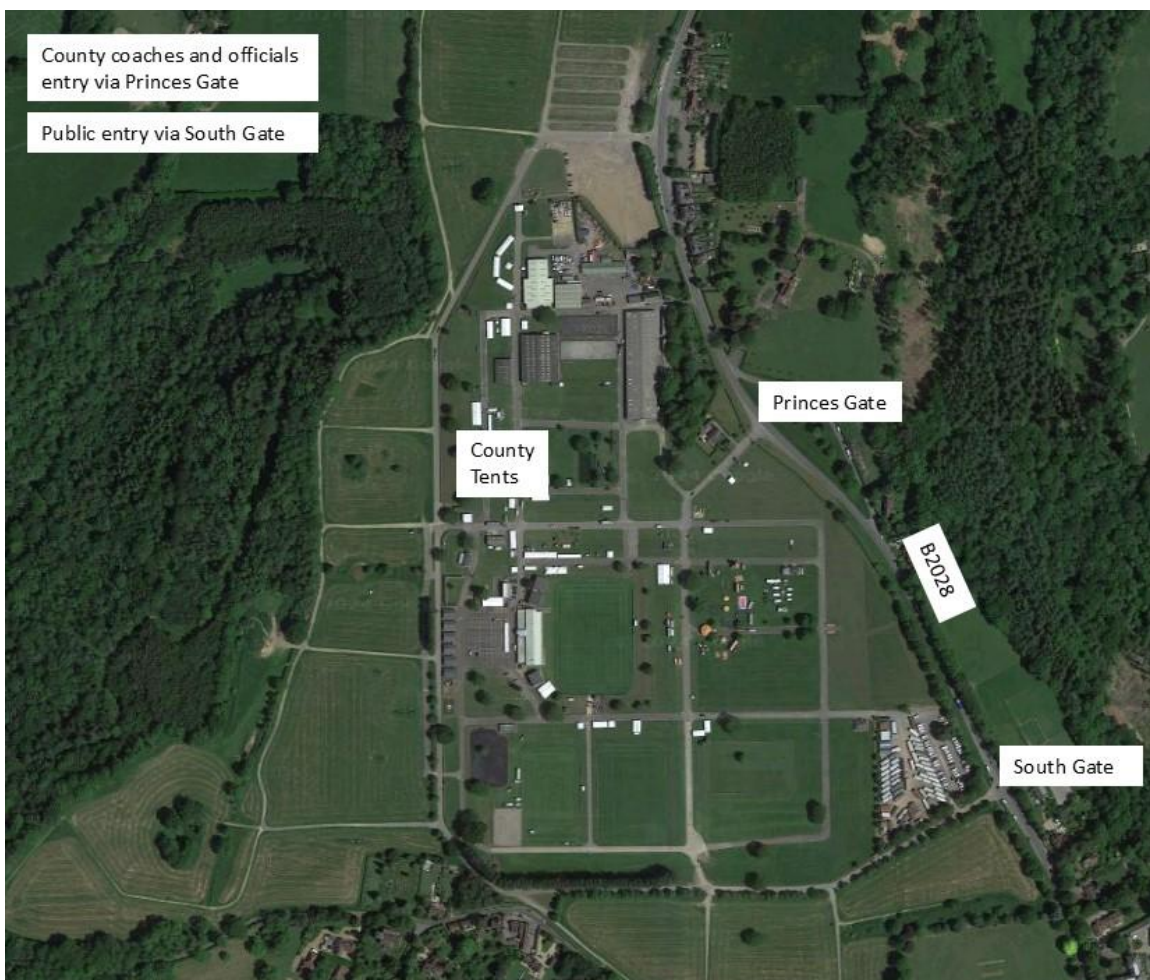 County coaches and officials
entry via Princes Gate
Public entry via South Gate
Princes Gate
County
Tents
B2028
South Gate